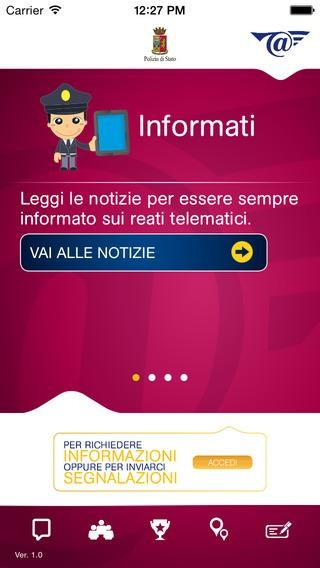 Carrier 12:27 PM
Polizia di Stato
@
Informati
Leggi le notizie per essere sempre
informato sui reati telematici.
VAI ALLE NOTIZIE
PER RICHIEDERE
INFORMAZIONI
OPPURE PER INVIARCI
SEGNALAZIONI
ACCEDI
Ver. 1.0